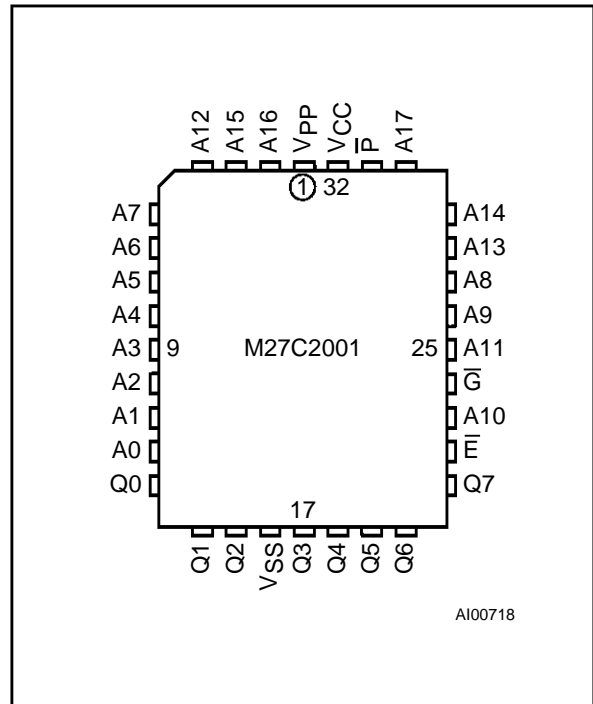 A12 A15 A16 VPP VCC P̅ A17
① 32
A7 A14
A6 A13
A5 A8
A4 A9
A3 9 M27C2001 25 A11
A2 G̅
A1 A10
A0 E̅
Q0 Q7
17
Q1 Q2 VSS Q3 Q4 Q5 Q6
AI00718